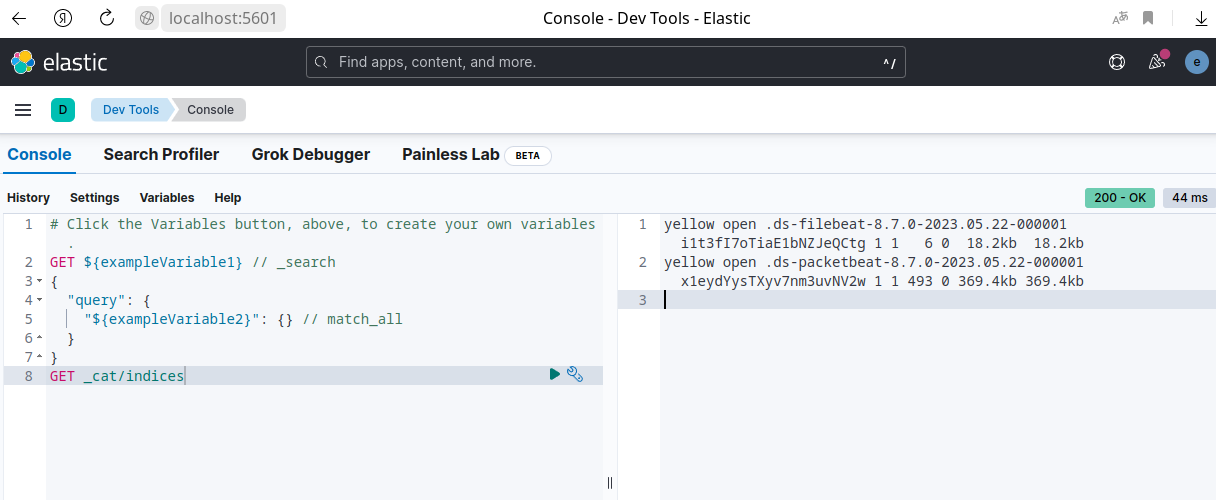 Я
localhost:5601
Console - Dev Tools - Elastic
elastic
Find apps, content, and more.
^/
e
D
Dev Tools
Console
Console
Search Profiler
Grok Debugger
Painless Lab
BETA
History
Settings
Variables
Help
200 - OK
44 ms
1 # Click the Variables button, above, to create your own variables
.
2 GET ${exampleVariable1} // _search
3 {
4 "query": {
5 "${exampleVariable2}": {} // match_all
6 }
7 }
8 GET _cat/indices
1 yellow open .ds-filebeat-8.7.0-2023.05.22-000001
i1t3fI7oTiaE1bNZJeQCtg 1 1 6 0 18.2kb 18.2kb
2 yellow open .ds-packetbeat-8.7.0-2023.05.22-000001
x1eydYysTXyv7nm3uvNV2w 1 1 493 0 369.4kb 369.4kb
3